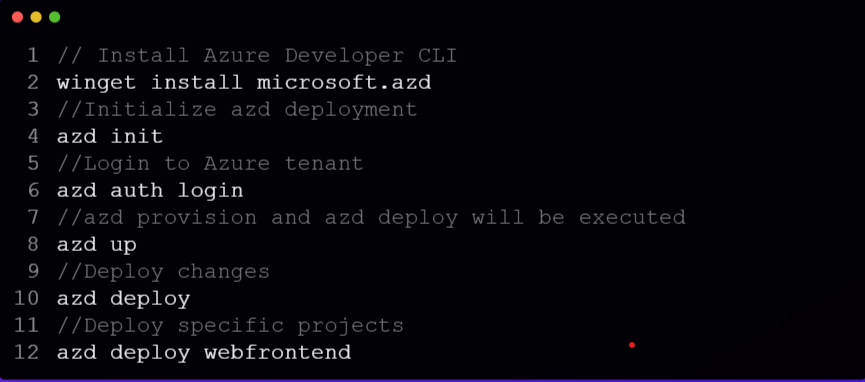 1 // Install Azure Developer CLI
2 winget install microsoft.azd
3 //Initialize azd deployment
4 azd init
5 //Login to Azure tenant
6 azd auth login
7 //azd provision and azd deploy will be executed
8 azd up
9 //Deploy changes
10 azd deploy
11 //Deploy specific projects
12 azd deploy webfrontend